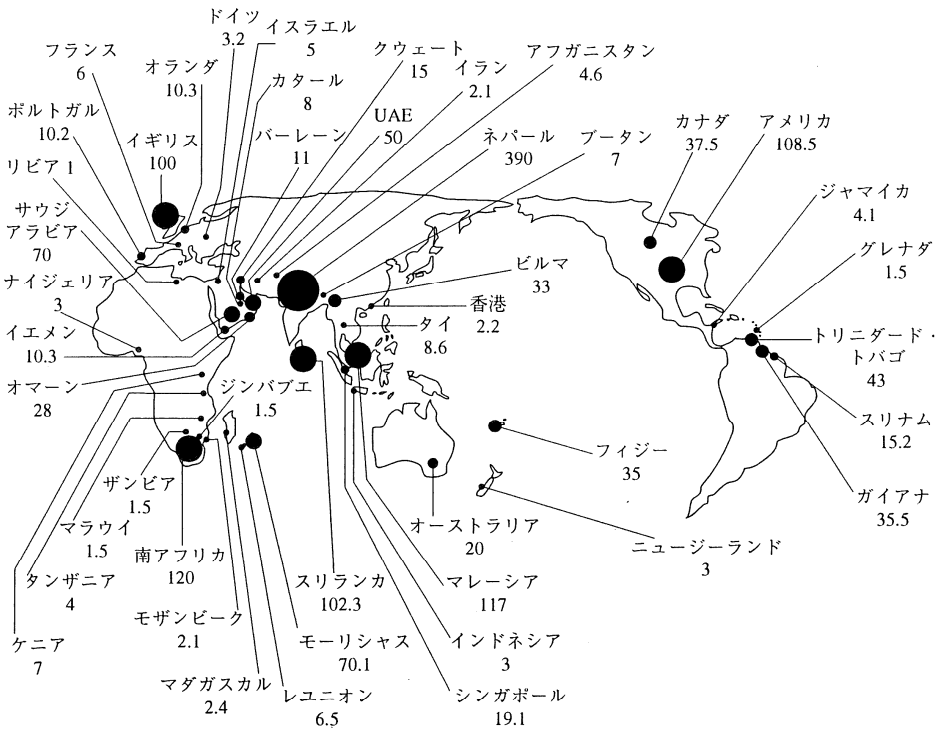 ドイツ
3.2
イスラエル
5
フランス
6
オランダ
10.3
カタール
8
クウェート
15
イラン
2.1
アフガニスタン
4.6
ポルトガル
10.2
イギリス
100
バーレーン
11
UAE
50
ネパール
390
ブータン
7
カナダ
37.5
アメリカ
108.5
リビア 1
サウジ
アラビア
70
ジャマイカ
4.1
グレナダ
1.5
ナイジェリア
3
ビルマ
33
香港
2.2
タイ
8.6
イエメン
10.3
トリニダード・
トバゴ
43
オマーン
28
ジンバブエ
1.5
スリナム
15.2
フィジー
35
ザンビア
1.5
ガイアナ
35.5
マラウイ
1.5
南アフリカ
120
オーストラリア
20
ニュージーランド
3
タンザニア
4
スリランカ
102.3
マレーシア
117
モザンビーク
2.1
ケニア
7
モーリシャス
70.1
インドネシア
3
マダガスカル
2.4
レユニオン
6.5
シンガポール
19.1